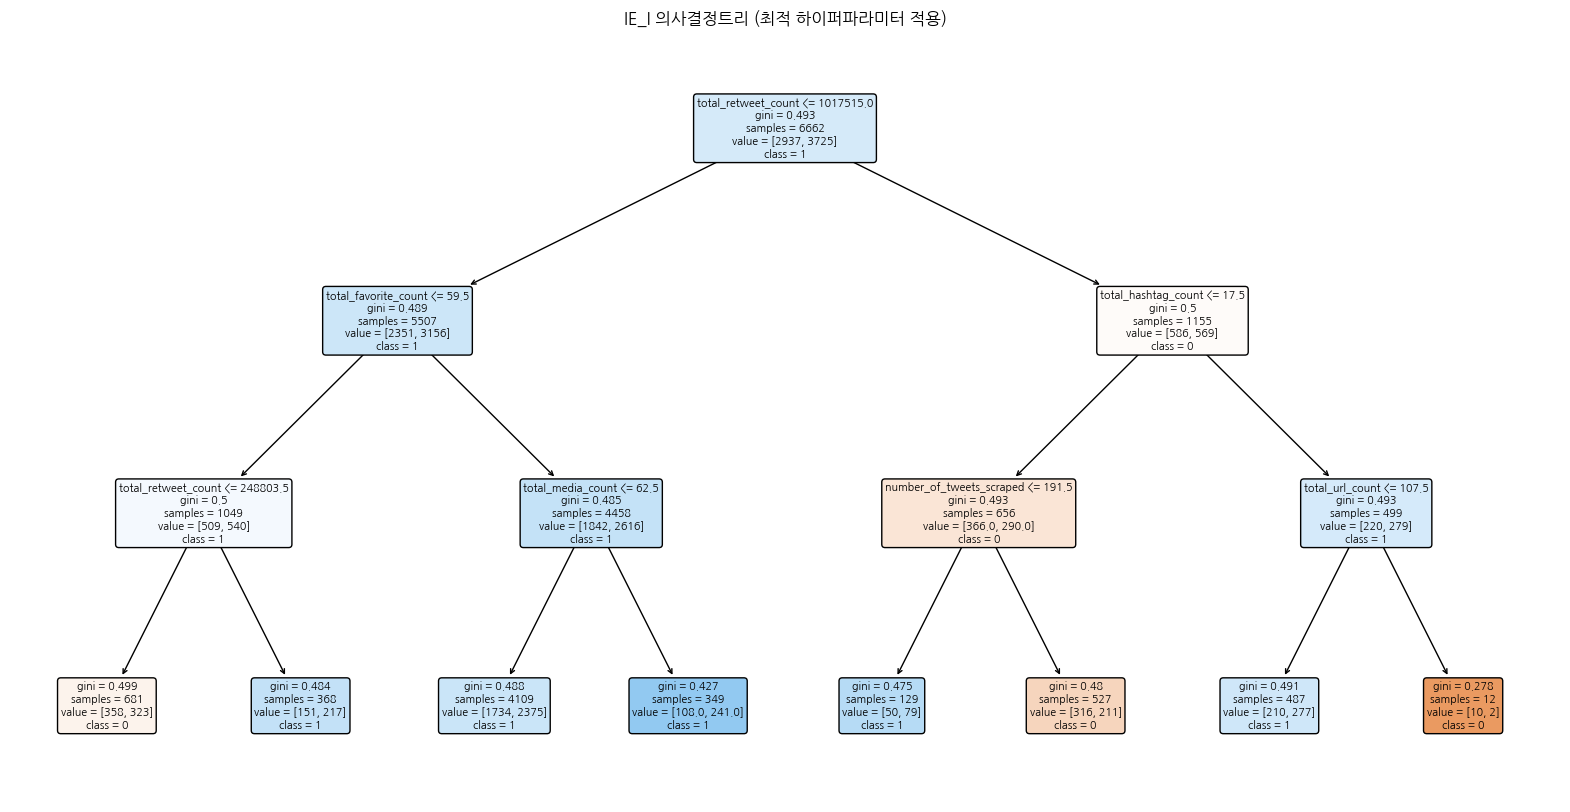 IE_I 의사결정트리 (최적 하이퍼파라미터 적용)
total_retweet_count <= 1017515.0
gini = 0.493
samples = 6662
value = [2937, 3725]
class = 1
total_favorite_count <= 59.5
gini = 0.489
samples = 5507
value = [2351, 3156]
class = 1
total_hashtag_count <= 17.5
gini = 0.5
samples = 1155
value = [586, 569]
class = 0
total_retweet_count <= 248803.5
gini = 0.5
samples = 1049
value = [509, 540]
class = 1
total_media_count <= 62.5
gini = 0.485
samples = 4458
value = [1842, 2616]
class = 1
number_of_tweets_scraped <= 191.5
gini = 0.493
samples = 656
value = [366.0, 290.0]
class = 0
total_url_count <= 107.5
gini = 0.493
samples = 499
value = [220, 279]
class = 1
gini = 0.499
samples = 681
value = [358, 323]
class = 0
gini = 0.484
samples = 368
value = [151, 217]
class = 1
gini = 0.488
samples = 4109
value = [1734, 2375]
class = 1
gini = 0.427
samples = 349
value = [108.0, 241.0]
class = 1
gini = 0.475
samples = 129
value = [50, 79]
class = 1
gini = 0.48
samples = 527
value = [316, 211]
class = 0
gini = 0.491
samples = 487
value = [210, 277]
class = 1
gini = 0.278
samples = 12
value = [10, 2]
class = 0